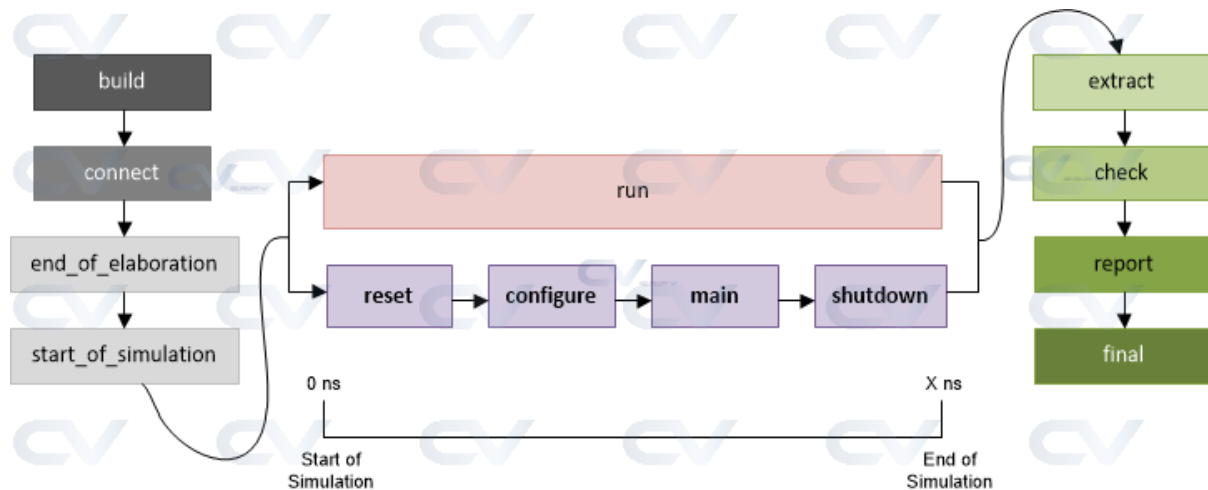 build
connect
end_of_elaboration
start_of_simulation
run
reset
configure
main
shutdown
0 ns
X ns
Start of
Simulation
End of
Simulation
extract
check
report
final